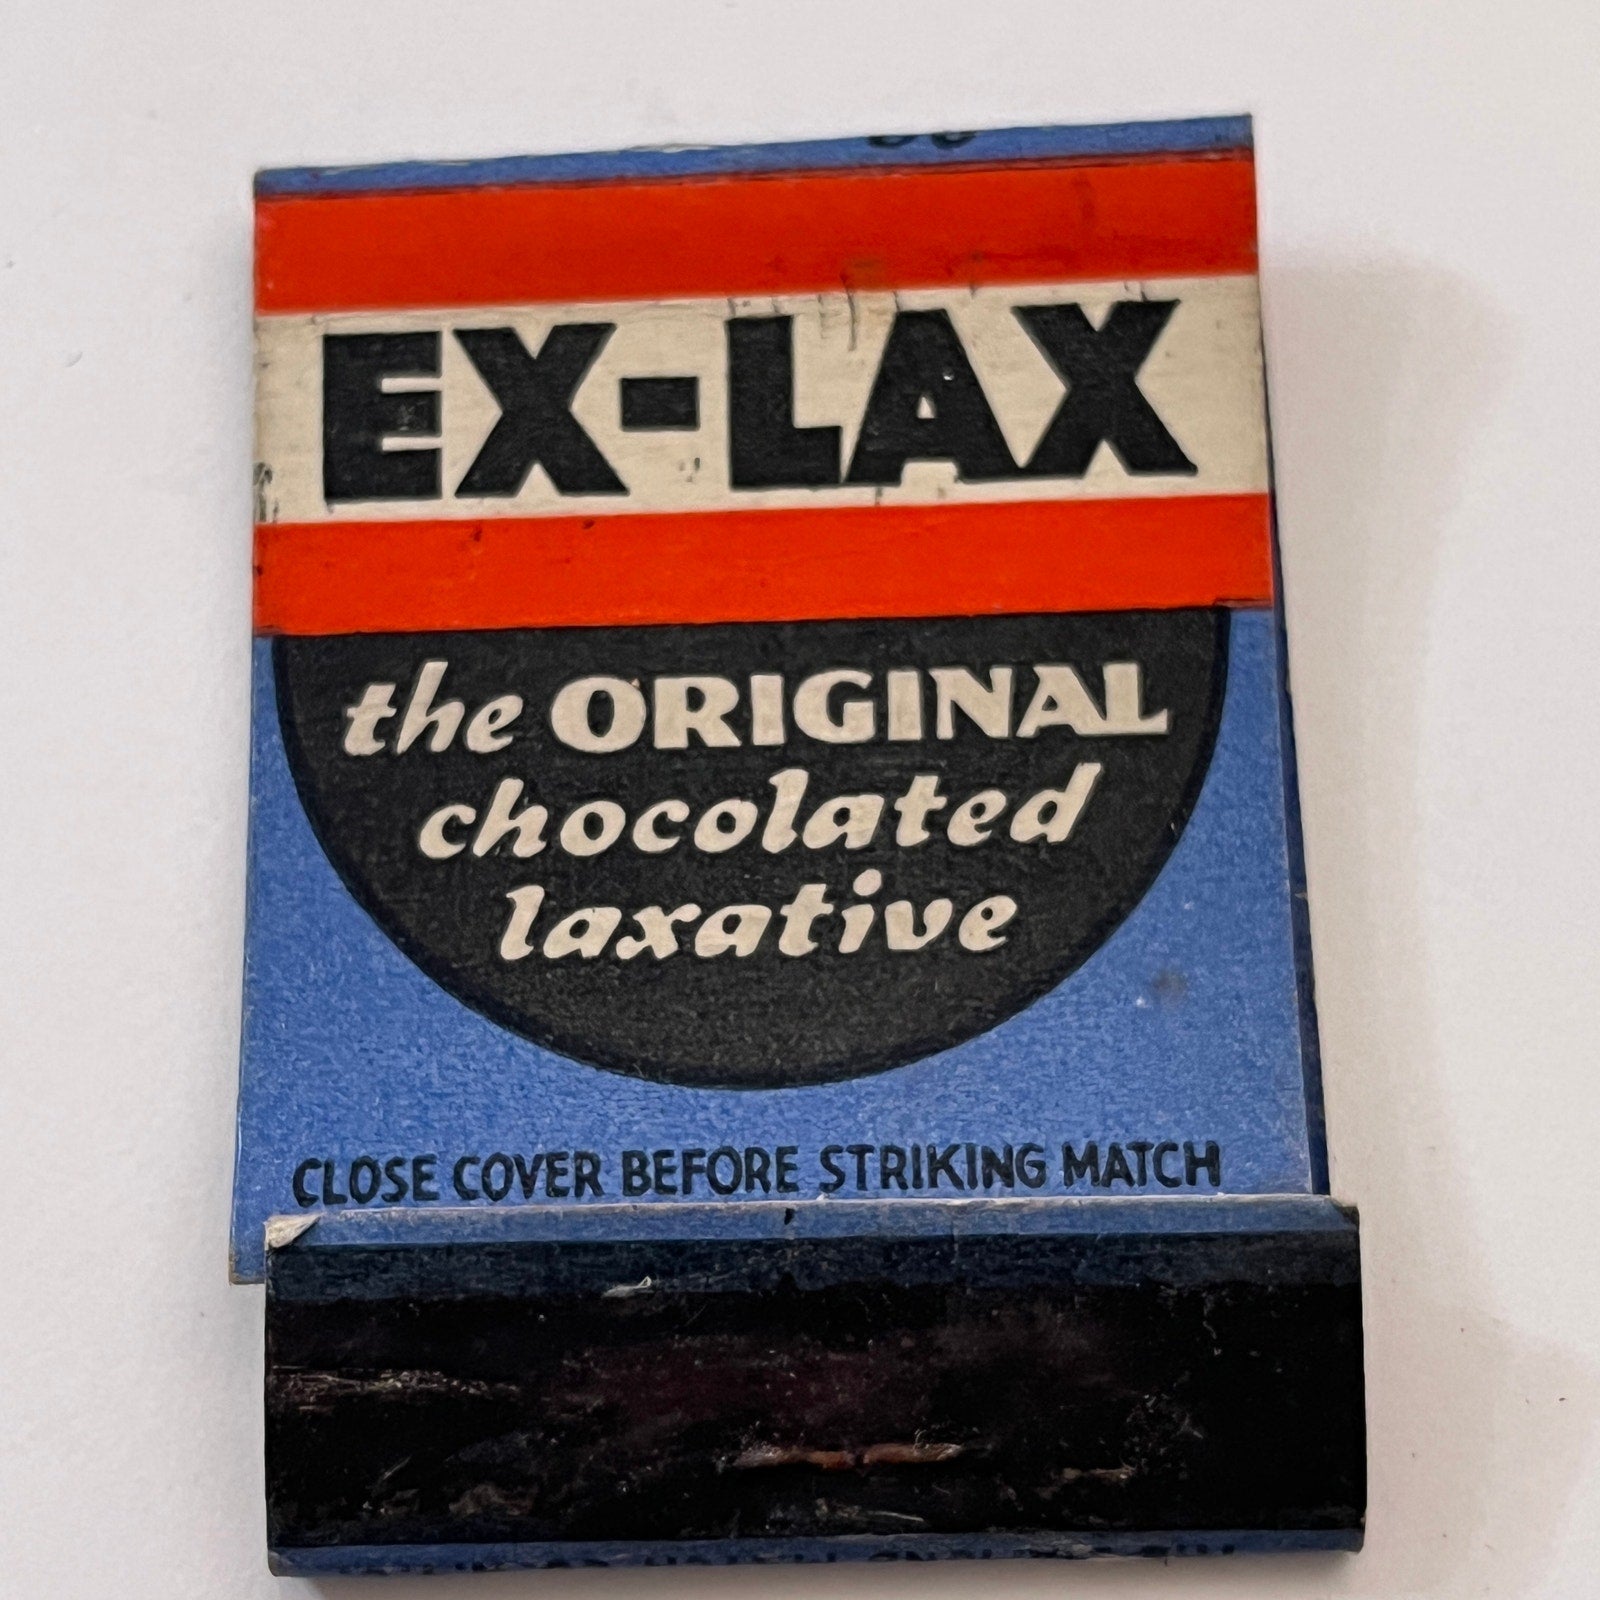 EX-LAX
the ORIGINAL
chocolated
laxative
CLOSE COVER BEFORE STRIKING MATCH